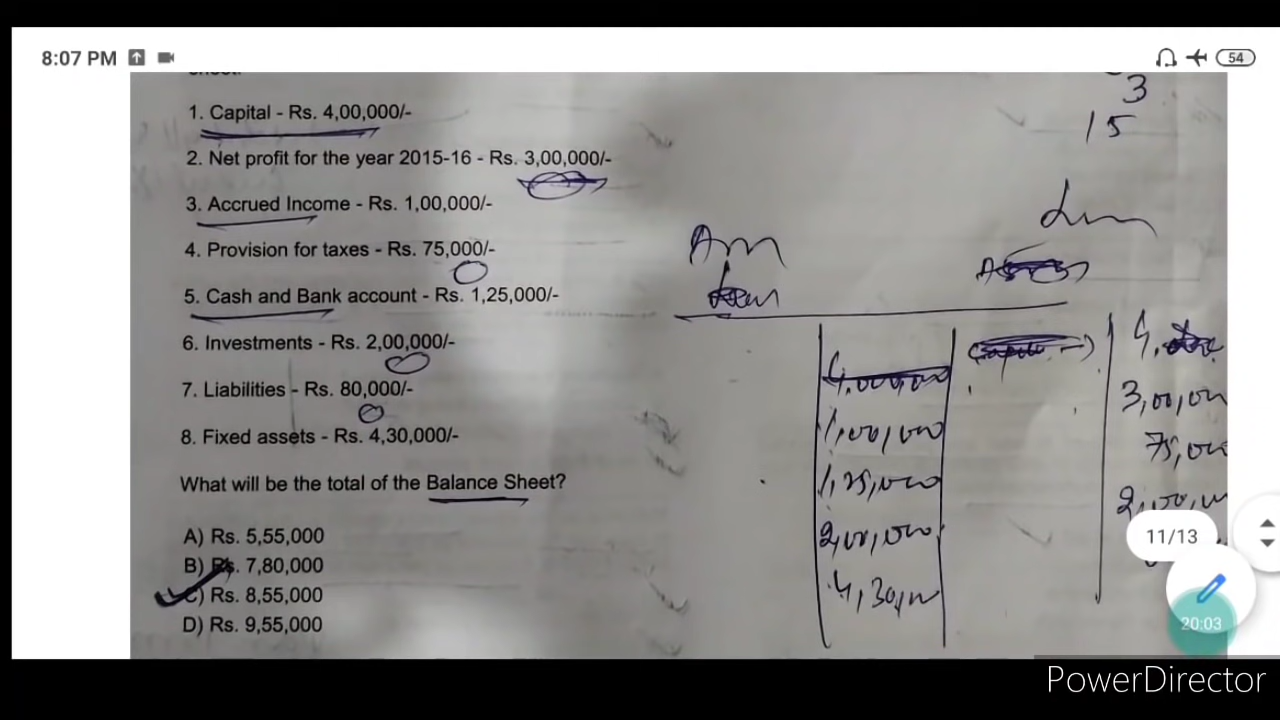 8:07 PM
54
1. Capital - Rs. 4,00,000/-
2. Net profit for the year 2015-16 - Rs. 3,00,000/-
3. Accrued Income - Rs. 1,00,000/-
4. Provision for taxes - Rs. 75,000/-
5. Cash and Bank account - Rs. 1,25,000/-
6. Investments - Rs. 2,00,000/-
7. Liabilities - Rs. 80,000/-
8. Fixed assets - Rs. 4,30,000/-
What will be the total of the Balance Sheet?
A) Rs. 5,55,000
B) Rs. 7,80,000
C) Rs. 8,55,000
D) Rs. 9,55,000
3
15
4,00,000
1,00,000
1,25,000
2,00,000
3,00,000
75,000
11/13
20:03
PowerDirector